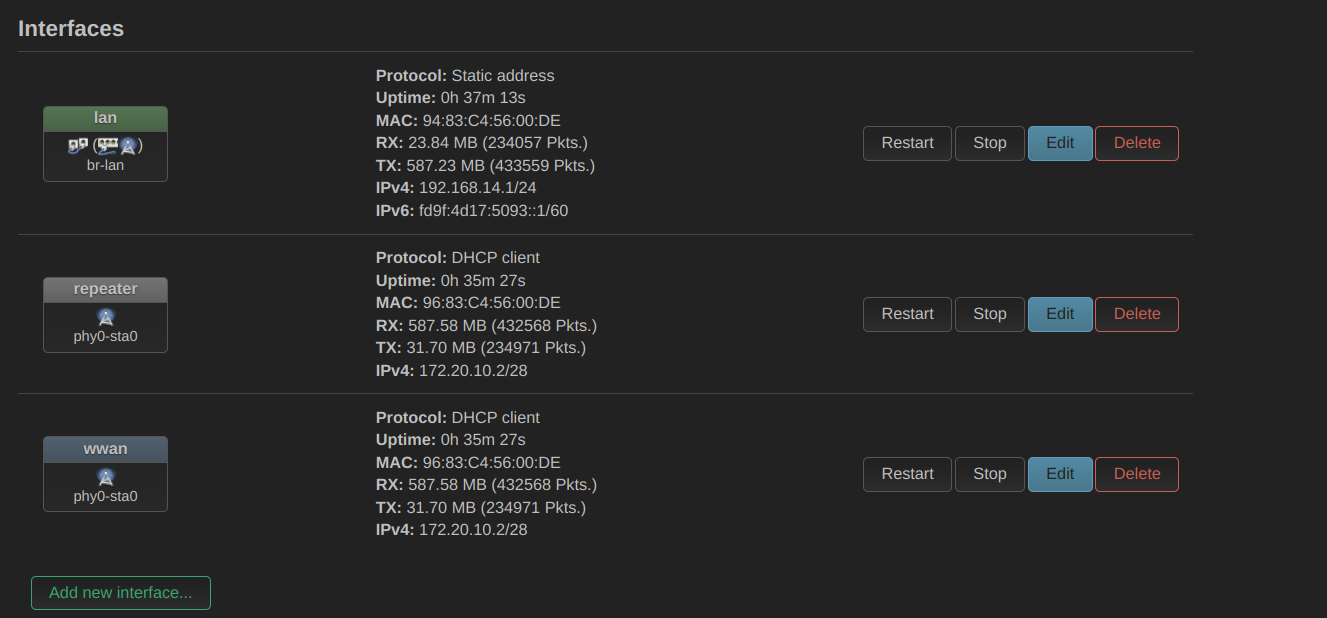 Interfaces
lan
( )
br-lan
Protocol: Static address
Uptime: 0h 37m 13s
MAC: 94:83:C4:56:00:DE
RX: 23.84 MB (234057 Pkts.)
TX: 587.23 MB (433559 Pkts.)
IPv4: 192.168.14.1/24
IPv6: fd9f:4d17:5093::1/60
Restart Stop Edit Delete
repeater
phy0-sta0
Protocol: DHCP client
Uptime: 0h 35m 27s
MAC: 96:83:C4:56:00:DE
RX: 587.58 MB (432568 Pkts.)
TX: 31.70 MB (234971 Pkts.)
IPv4: 172.20.10.2/28
Restart Stop Edit Delete
wwan
phy0-sta0
Protocol: DHCP client
Uptime: 0h 35m 27s
MAC: 96:83:C4:56:00:DE
RX: 587.58 MB (432568 Pkts.)
TX: 31.70 MB (234971 Pkts.)
IPv4: 172.20.10.2/28
Restart Stop Edit Delete
Add new interface...